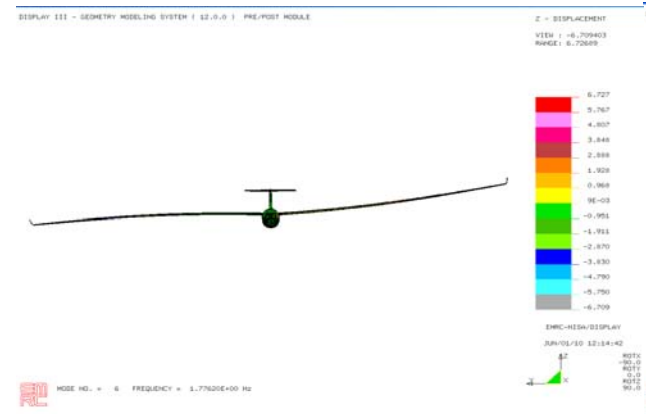 DISPLAY III - GEOMETRY MODELING SYSTEM ( 12.0.0 ) PRE/POST MODULE
Z - DISPLACEMENT
VIEW : -6.709403
RANGE: 6.72689
6.727
5.767
4.807
3.848
2.888
1.928
0.968
9E-03
-0.951
-1.911
-2.870
-3.830
-4.790
-5.750
-6.709
EMRC-NISA/DISPLAY
JUN/01/10 12:14:42
Z
Y
X
ROTX
-90.0
ROTY
0.0
ROTZ
90.0
MODE NO. = 6 FREQUENCY = 1.77620E+00 Hz